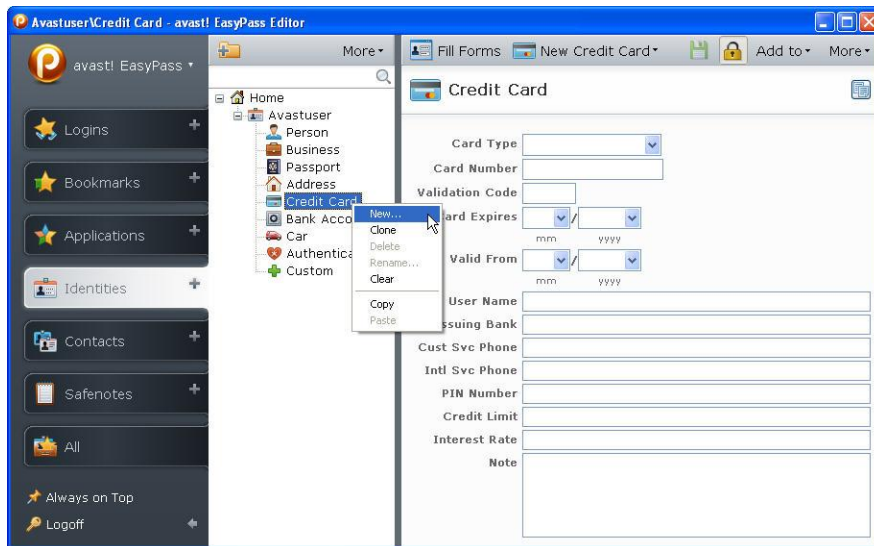 Avastuser\Credit Card - avast! EasyPass Editor
avast! EasyPass
Logins
Bookmarks
Applications
Identities
Contacts
Safenotes
All
Always on Top
Logoff
More
Home
Avastuser
Person
Business
Passport
Address
Credit Card
Bank Acco
Car
Authentica
Custom
New...
Clone
Delete
Rename...
Clear
Copy
Paste
Fill Forms New Credit Card Add to More
Credit Card
Card Type
Card Number
Validation Code
Card Expires /
mm yyyy
Valid From /
mm yyyy
User Name
ssuing Bank
Cust Svc Phone
Intl Svc Phone
PIN Number
Credit Limit
Interest Rate
Note